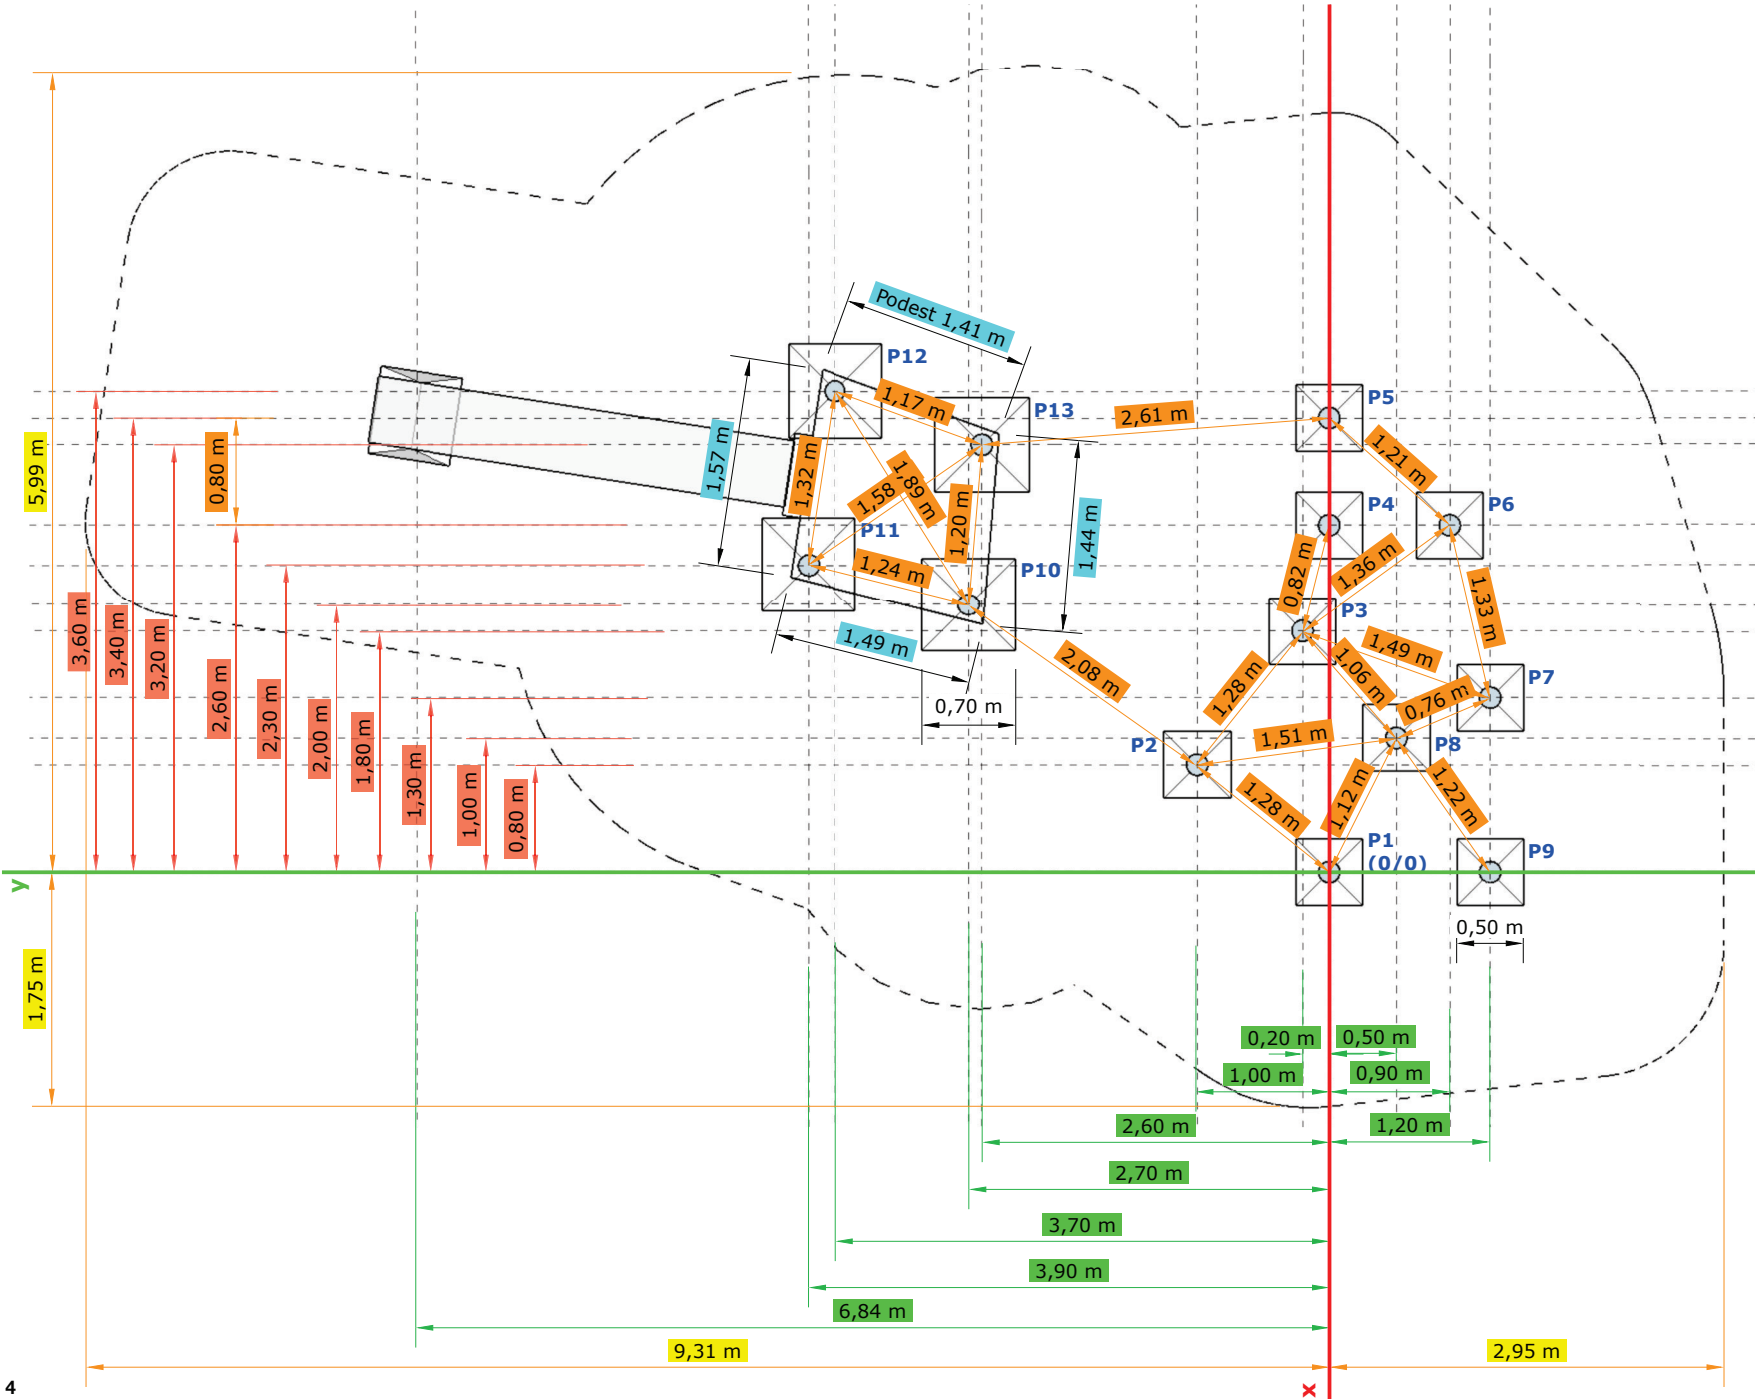 Podest 1,41 m
P12
1,17 m
P13
2,61 m
P5
1,57 m
1,32 m
1,58
1,89 m
1,21 m
5,99 m
0,80 m
P4
P6
P11
1,20 m
1,44 m
1,24 m
P10
0,82 m
1,36 m
P3
1,33 m
3,60 m
3,40 m
3,20 m
2,60 m
2,30 m
2,00 m
1,80 m
1,30 m
1,00 m
0,80 m
1,49 m
2,08 m
1,28 m
1,06 m
1,49 m
0,76 m
P7
0,70 m
P2
1,51 m
P8
1,28 m
1,12 m
1,22 m
P1
(0/0)
P9
y
0,50 m
1,75 m
0,20 m
0,50 m
1,00 m
0,90 m
2,60 m
1,20 m
2,70 m
3,70 m
3,90 m
6,84 m
9,31 m
2,95 m
x
4